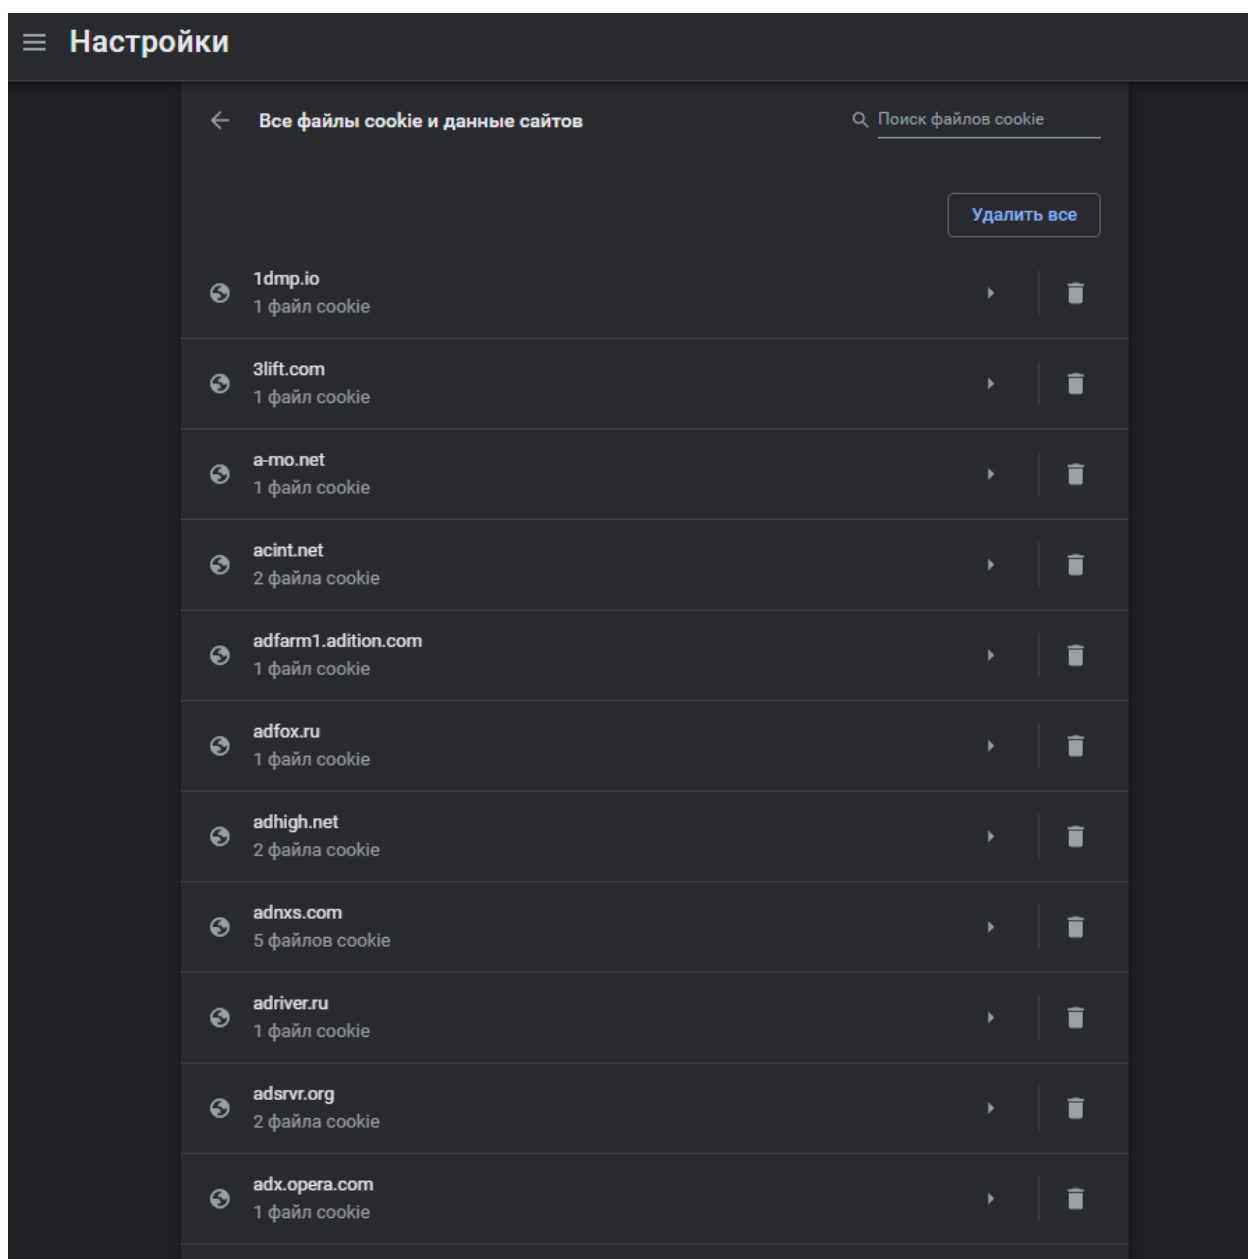 Настройки
Все файлы cookie и данные сайтов
Поиск файлов cookie
Удалить все
1dmp.io
1 файл cookie
3lift.com
1 файл cookie
a-mo.net
1 файл cookie
acint.net
2 файла cookie
adfarm1.adition.com
1 файл cookie
adfox.ru
1 файл cookie
adhigh.net
2 файла cookie
adnxs.com
5 файлов cookie
adriver.ru
1 файл cookie
adsrvr.org
2 файла cookie
adx.opera.com
1 файл cookie